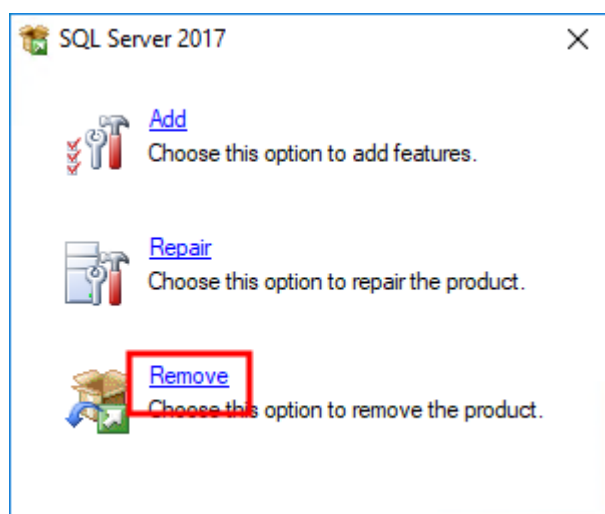 SQL Server 2017
Add
Choose this option to add features.
Repair
Choose this option to repair the product.
Remove
Choose this option to remove the product.